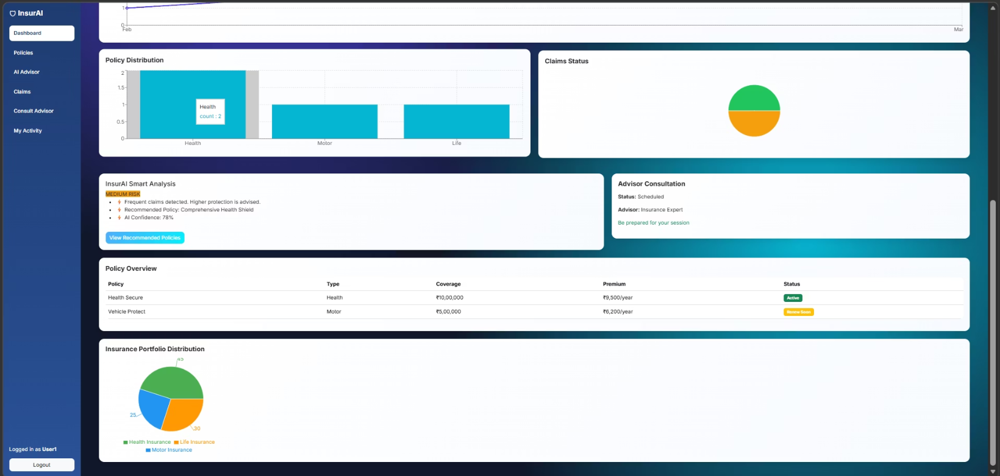 InsurAI
Dashboard
Policies
AI Advisor
Claims
Consult Advisor
My Activity
Logged in as User1
Logout
1
0
Feb
Mar
Policy Distribution
2
1.5
1
0.5
0
Health
count : 2
Health
Motor
Life
Claims Status
InsurAI Smart Analysis
MEDIUM RISK
Frequent claims detected. Higher protection is advised.
Recommended Policy: Comprehensive Health Shield
AI Confidence: 78%
View Recommended Policies
Advisor Consultation
Status: Scheduled
Advisor: Insurance Expert
Be prepared for your session
Policy Overview
Policy Type Coverage Premium Status
Health Secure Health ₹10,00,000 ₹9,500/year Active
Vehicle Protect Motor ₹5,00,000 ₹6,200/year Renew Soon
Insurance Portfolio Distribution
45
25
30
Health Insurance Life Insurance
Motor Insurance